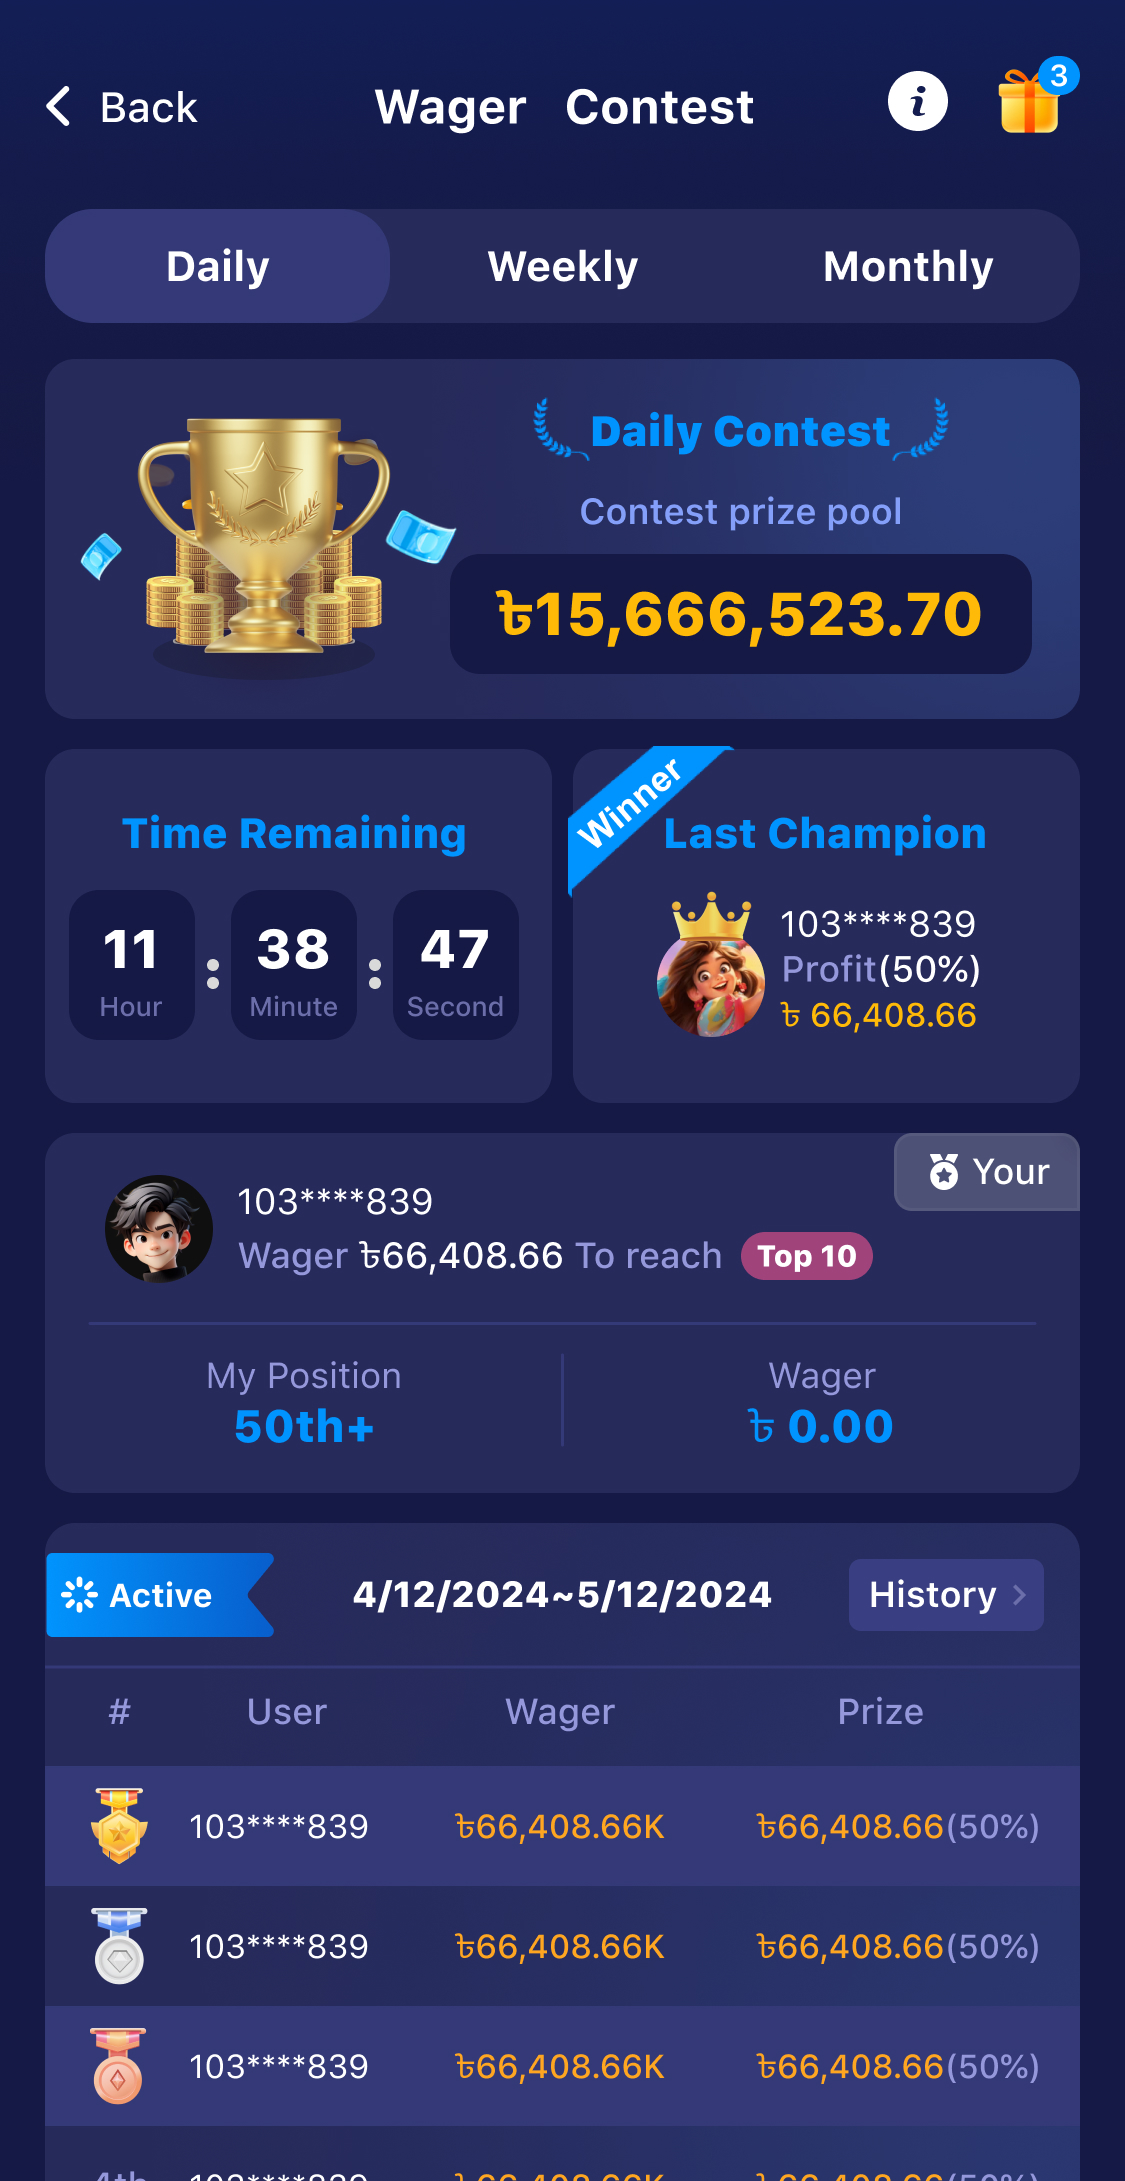 Back
Wager Contest
3
Daily
Weekly
Monthly
Daily Contest
Contest prize pool
৳15,666,523.70
Time Remaining
11 : 38 : 47
Hour Minute Second
Winner
Last Champion
103****839
Profit(50%)
৳ 66,408.66
Your
103****839
Wager ৳66,408.66 To reach Top 10
My Position
50th+
Wager
৳ 0.00
Active
4/12/2024~5/12/2024
History
# User Wager Prize
103****839 ৳66,408.66K ৳66,408.66(50%)
103****839 ৳66,408.66K ৳66,408.66(50%)
103****839 ৳66,408.66K ৳66,408.66(50%)